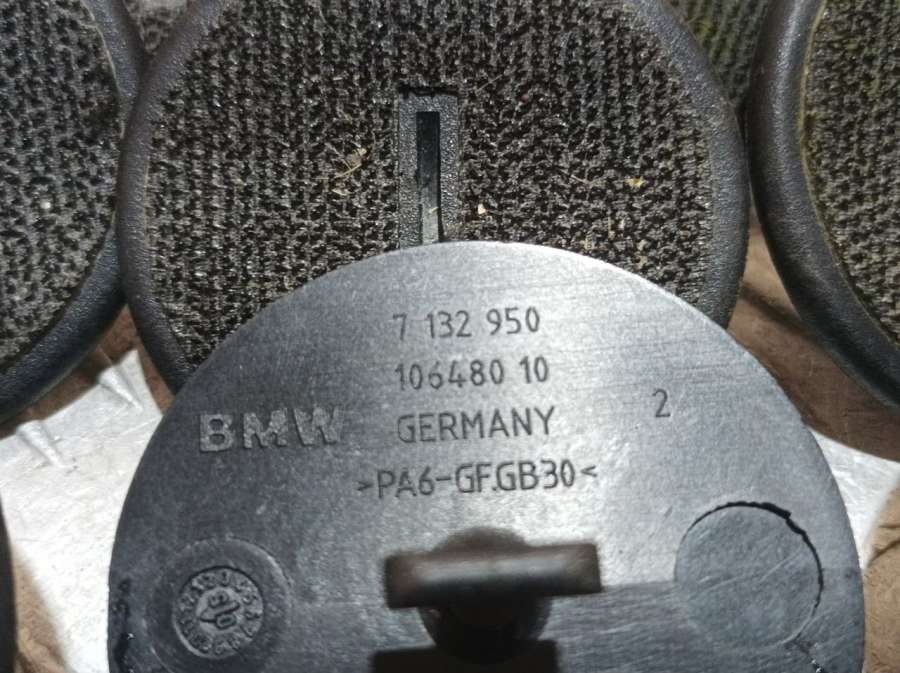 7 132 950
106480 10
BMW GERMANY 2
>PA6-GF.GB30<